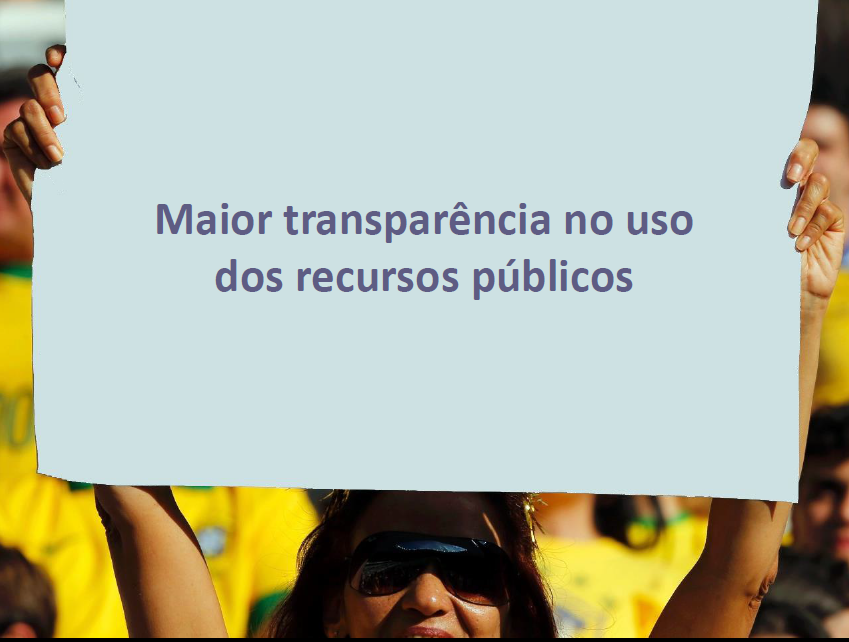 Maior transparência no uso
dos recursos públicos